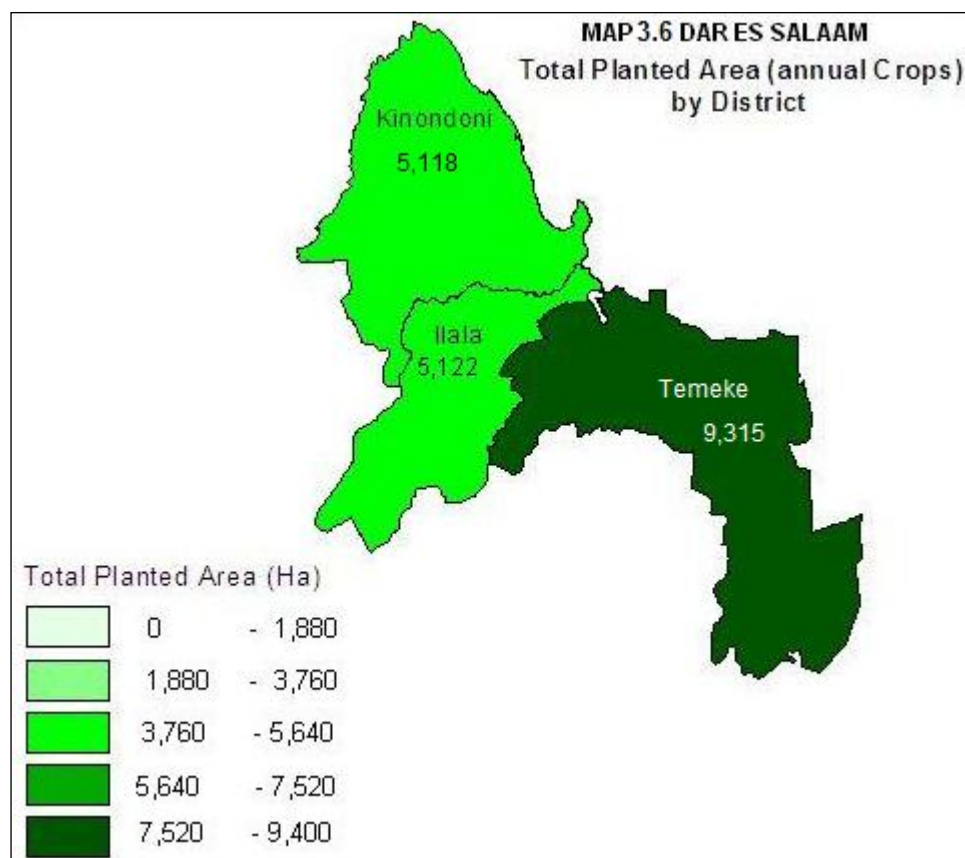 MAP 3.6 DAR ES SALAAM
Total Planted Area (annual Crops)
by District
Kinondoni
5,118
Ilala
5,122
Temeke
9,315
Total Planted Area (Ha)
0 - 1,880
1,880 - 3,760
3,760 - 5,640
5,640 - 7,520
7,520 - 9,400